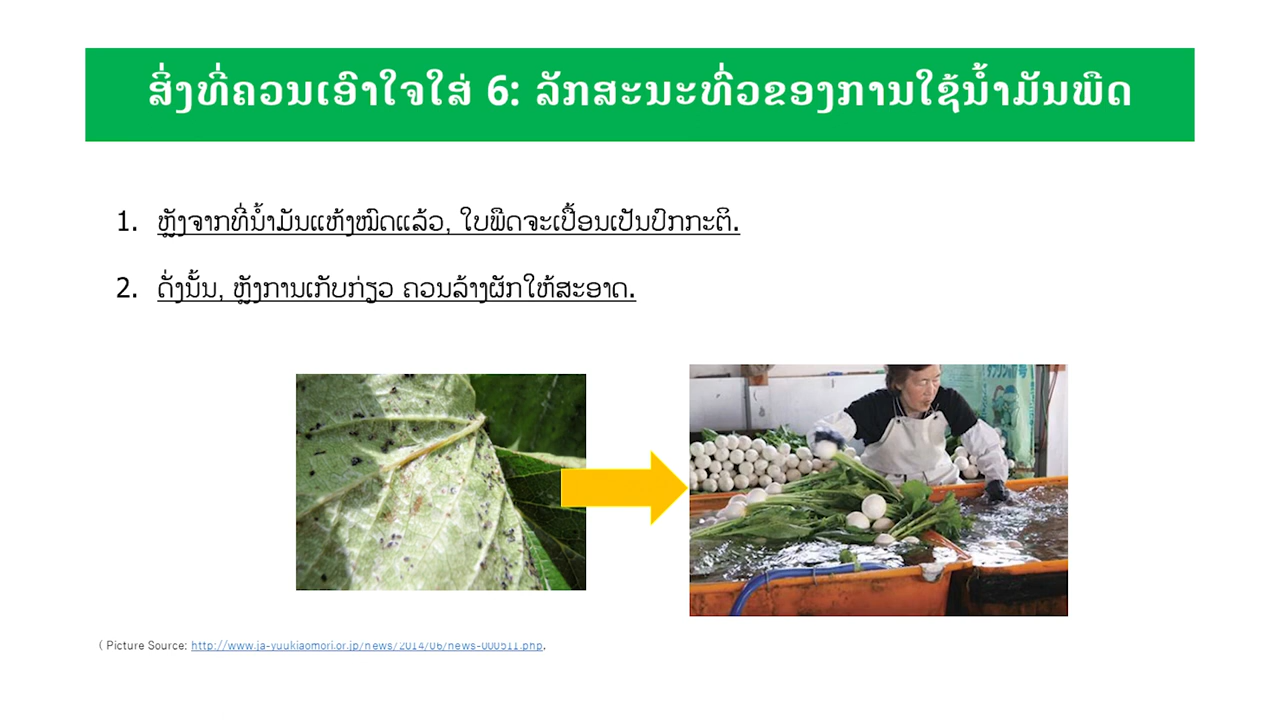 ສິ່ງທີ່ຄວນເອົາໃຈໃສ່ 6: ລັກສະນະທົ່ວຂອງການໃຊ້ນ້ຳມັນພືດ
1. ຫຼັງຈາກທີ່ນ້ຳມັນແຫ້ງໝົດແລ້ວ, ໃບພືດຈະເປື້ອນເປັນປົກກະຕິ.
2. ດັ່ງນັ້ນ, ຫຼັງການເກັບກ່ຽວ ຄວນລ້າງຜັກໃຫ້ສະອາດ.
( Picture Source: http://www.ja-yuukiaomori.or.jp/news/2014/06/news-000511.php.